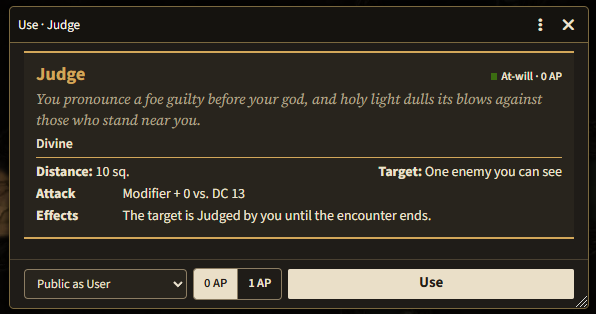 Use · Judge
Judge
At-will · 0 AP
You pronounce a foe guilty before your god, and holy light dulls its blows against
those who stand near you.
Divine
Distance: 10 sq.
Target: One enemy you can see
Attack Modifier + 0 vs. DC 13
Effects The target is Judged by you until the encounter ends.
Public as User
0 AP
1 AP
Use